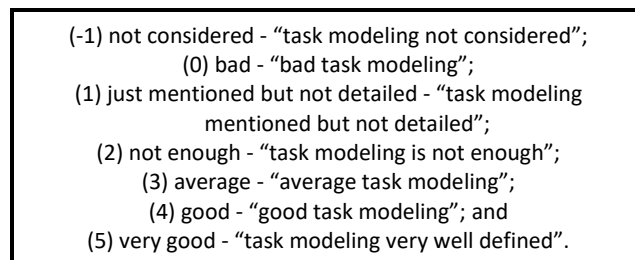 (-1) not considered - “task modeling not considered”;
(0) bad - “bad task modeling”;
(1) just mentioned but not detailed - “task modeling
mentioned but not detailed”;
(2) not enough - “task modeling is not enough”;
(3) average - “average task modeling”;
(4) good - “good task modeling”; and
(5) very good - “task modeling very well defined”.